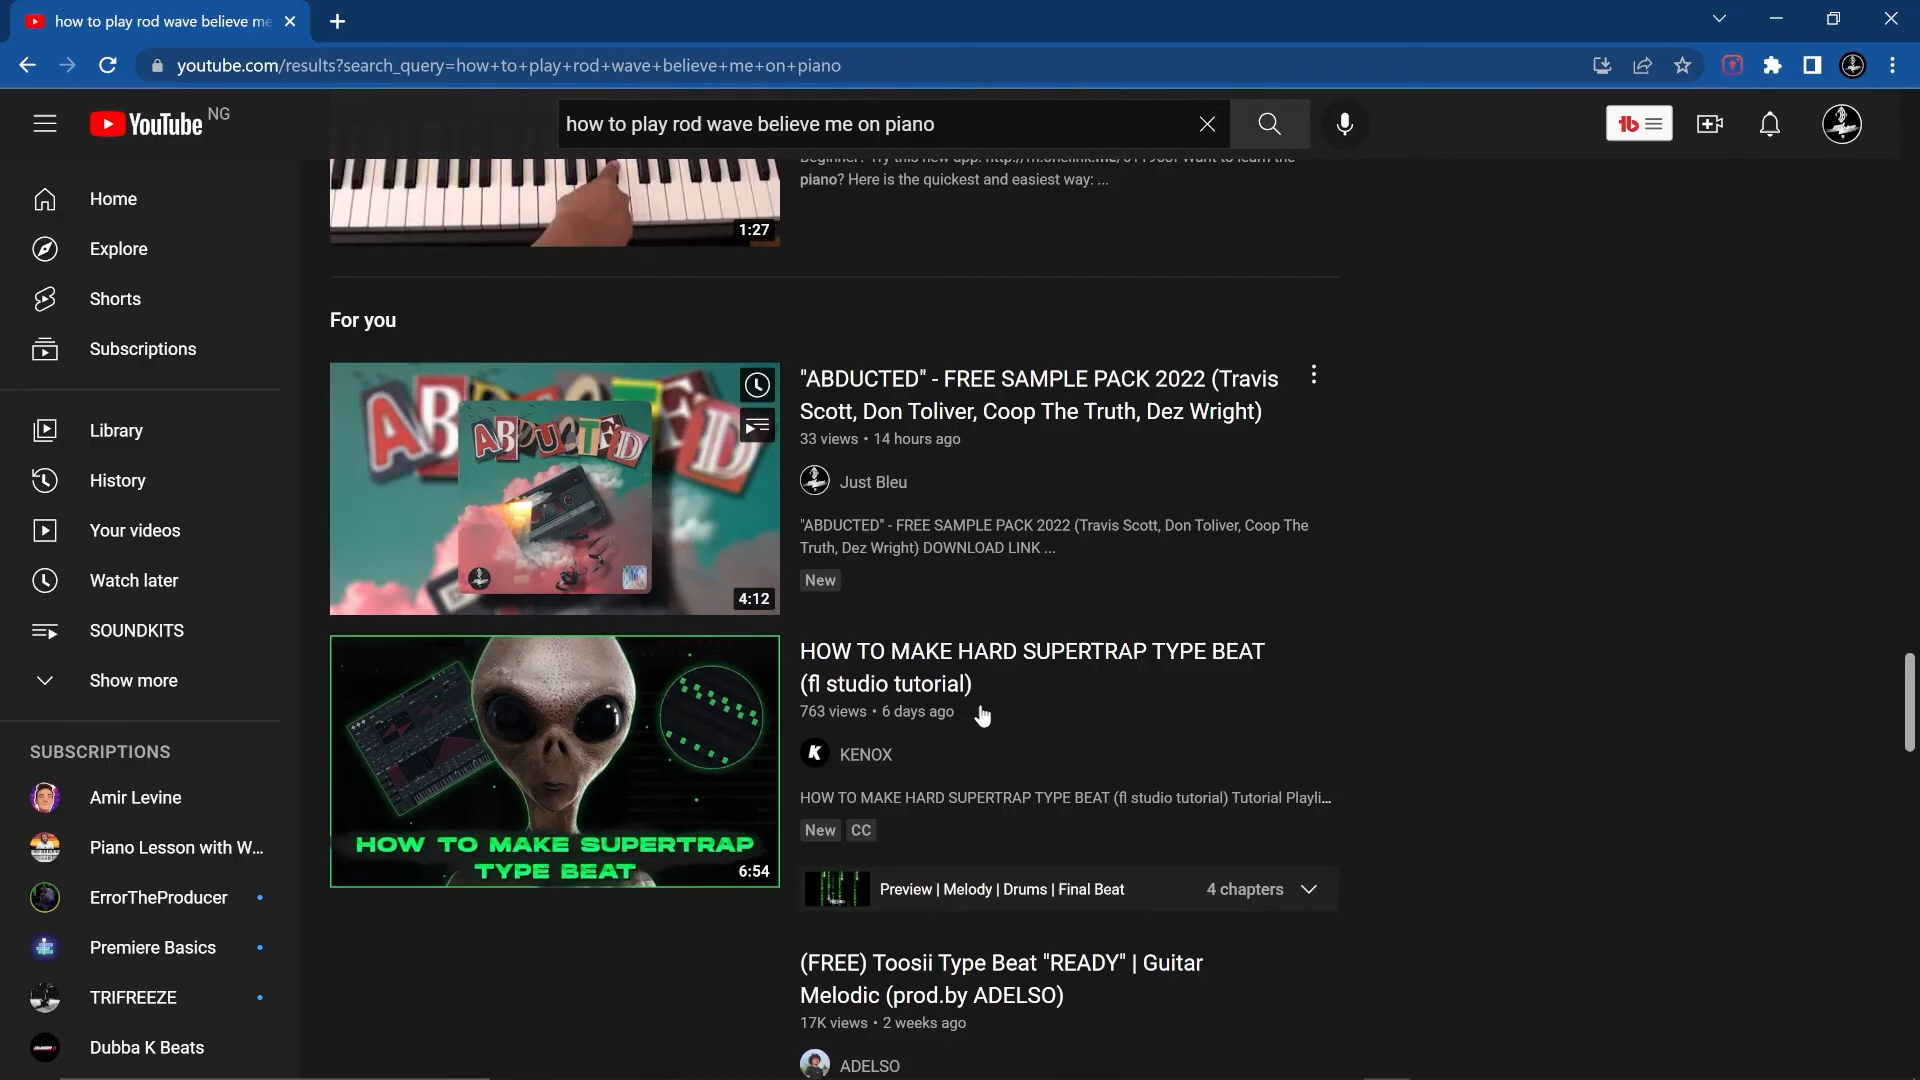 how to play rod wave believe me
youtube.com/results?search_query=how+to+play+rod+wave+believe+me+on+piano
YouTube NG
how to play rod wave believe me on piano
tb
Home
Explore
Shorts
Subscriptions
Library
History
Your videos
Watch later
SOUNDKITS
Show more
SUBSCRIPTIONS
Amir Levine
Piano Lesson with W...
ErrorTheProducer
Premiere Basics
TRIFREEZE
Dubba K Beats
piano? Here is the quickest and easiest way: ...
1:27
For you
ABDUCTED
ABDUCTED
4:12
"ABDUCTED" - FREE SAMPLE PACK 2022 (Travis
Scott, Don Toliver, Coop The Truth, Dez Wright)
33 views • 14 hours ago
Just Bleu
"ABDUCTED" - FREE SAMPLE PACK 2022 (Travis Scott, Don Toliver, Coop The
Truth, Dez Wright) DOWNLOAD LINK ...
New
HOW TO MAKE SUPERTRAP
TYPE BEAT
6:54
HOW TO MAKE HARD SUPERTRAP TYPE BEAT
(fl studio tutorial)
763 views • 6 days ago
K
KENOX
HOW TO MAKE HARD SUPERTRAP TYPE BEAT (fl studio tutorial) Tutorial Playli...
New CC
Preview | Melody | Drums | Final Beat
4 chapters
(FREE) Toosii Type Beat "READY" | Guitar
Melodic (prod.by ADELSO)
17K views • 2 weeks ago
ADELSO